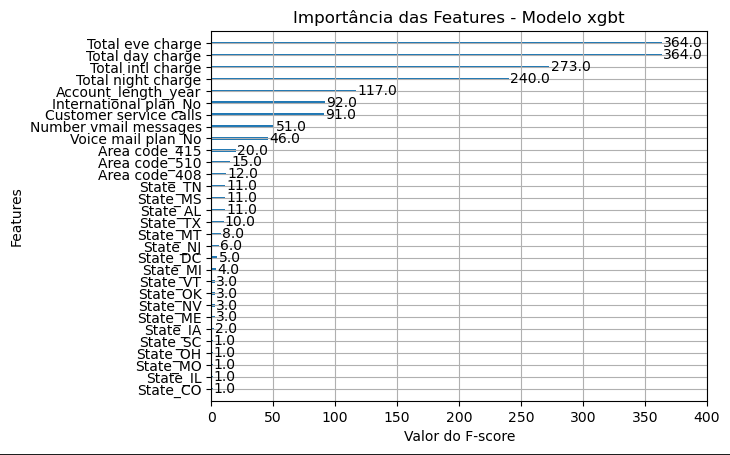 Importância das Features - Modelo xgbt
Features
Total eve charge 364.0
Total day charge 364.0
Total intl charge 273.0
Total night charge 240.0
Account_length_year 117.0
International plan_No 92.0
Customer service calls 91.0
Number vmail messages 51.0
Voice mail plan_No 46.0
Area code_415 20.0
Area code_510 15.0
Area code_408 12.0
State_TN 11.0
State_MS 11.0
State_AL 11.0
State_TX 10.0
State_MT 8.0
State_NJ 6.0
State_DC 5.0
State_MI 4.0
State_VT 3.0
State_OK 3.0
State_NV 3.0
State_ME 3.0
State_IA 2.0
State_SC 1.0
State_OH 1.0
State_MO 1.0
State_IL 1.0
State_CO 1.0
0 50 100 150 200 250 300 350 400
Valor do F-score